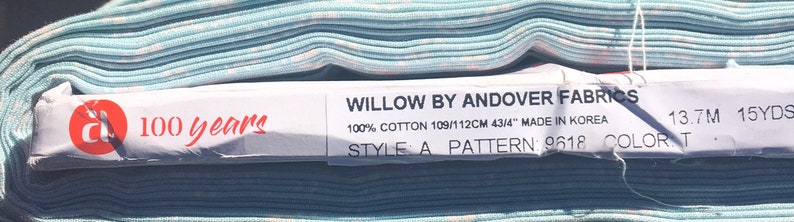 a 100 years
WILLOW BY ANDOVER FABRICS
100% COTTON 109/112CM 43/4" MADE IN KOREA 13.7M 15YDS
STYLE: A PATTERN: 9618 COLOR: T